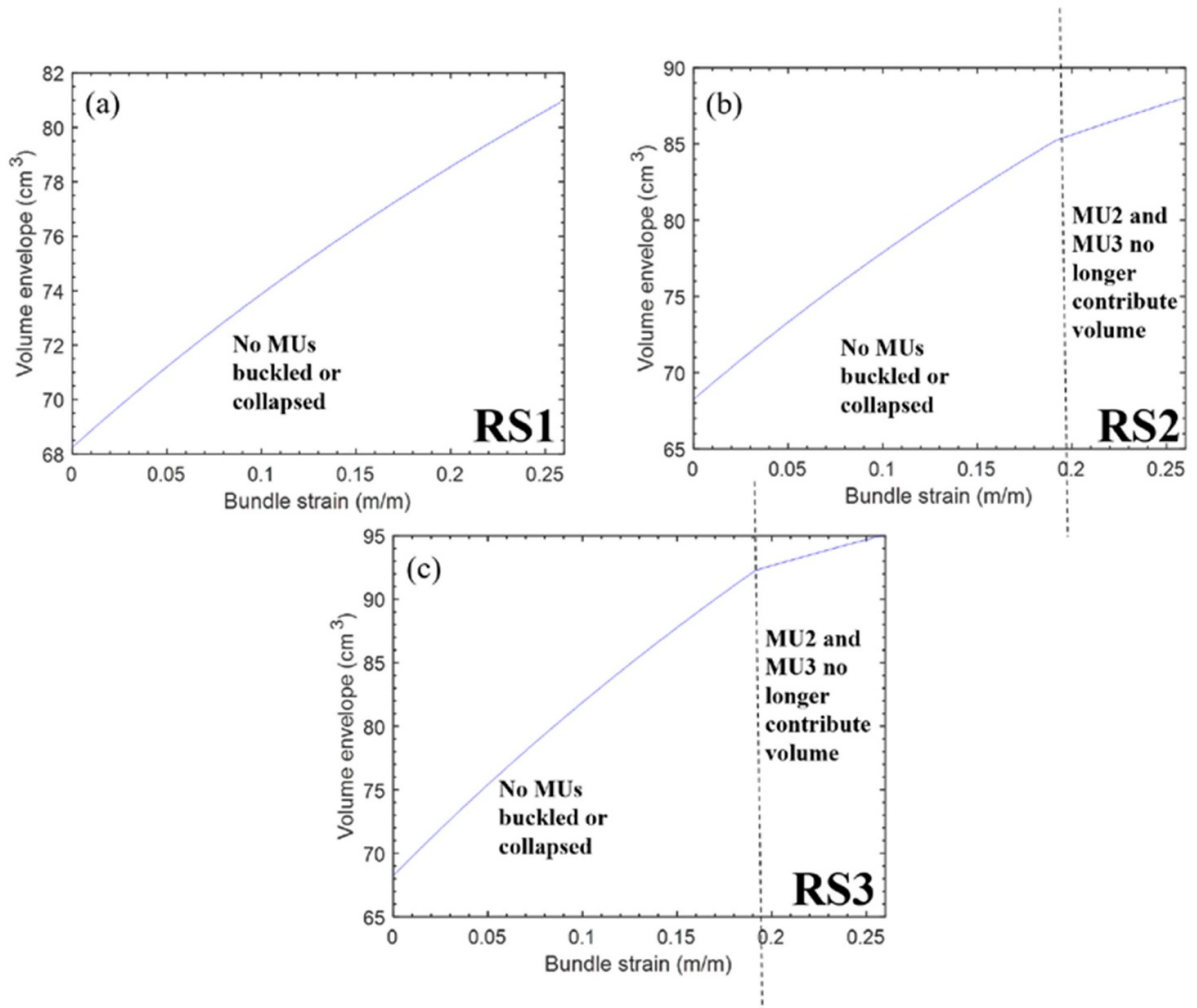 (a)
82
80
78
76
74
72
70
68
Volume envelope (cm³)
No MUs
buckled or
collapsed
RS1
0
0.05
0.1
0.15
0.2
0.25
Bundle strain (m/m)
(b)
90
85
80
75
70
65
Volume envelope (cm³)
No MUs
buckled or
collapsed
MU2 and
MU3 no
longer
contribute
volume
RS2
0
0.05
0.1
0.15
0.2
0.25
Bundle strain (m/m)
(c)
95
90
85
80
75
70
65
Volume envelope (cm³)
No MUs
buckled or
collapsed
MU2 and
MU3 no
longer
contribute
volume
RS3
0
0.05
0.1
0.15
0.2
0.25
Bundle strain (m/m)